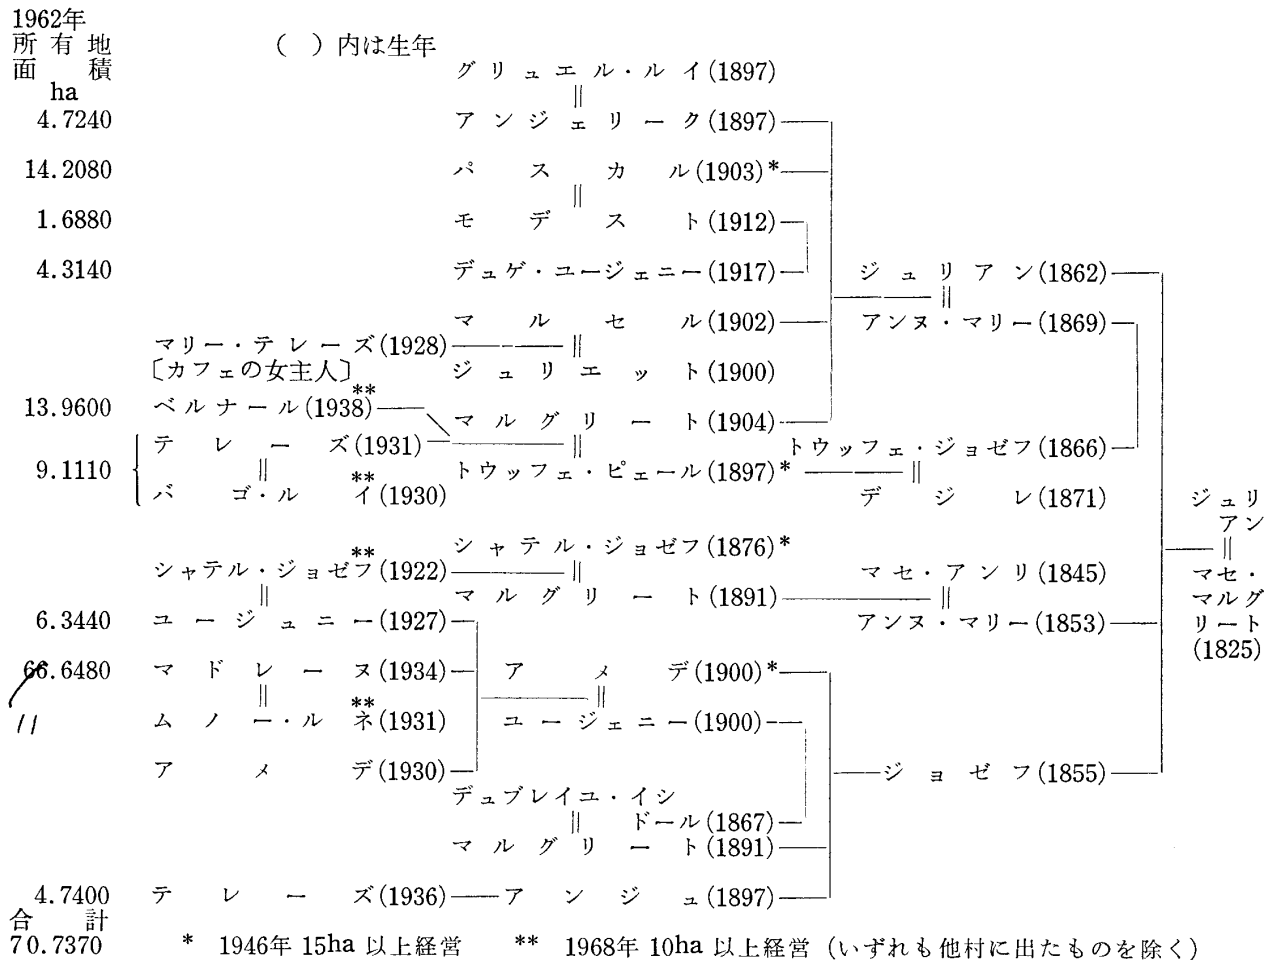 1962年
所有地　（　）内は生年
面積
ha
グリュエル・ルイ(1897)
4.7240 アンジェリーク(1897)
14.2080 パスカル(1903)*
1.6880 モデスト(1912)
4.3140 デュゲ・ユージェニー(1917) ジュリアン(1862)
マルセル(1902) アンヌ・マリー(1869)
マリー・テレーズ(1928)
〔カフェの女主人〕 ジュリエット(1900)
13.9600 ベルナール(1938)** マルグリート(1904)
テレーズ(1931) トウッフェ・ジョゼフ(1866)
9.1110 トウッフェ・ピェール(1897)*
バゴ・ルイ(1930)** デジレ(1871) ジュリ
アン
シャテル・ジョゼフ(1876)*
シャテル・ジョゼフ(1922)** マセ・アンリ(1845) マセ・
マルグリート(1891) マルグ
6.3440 ユージュニー(1927) アンヌ・マリー(1853) リート
(1825)
66.6480 マドレーヌ(1934) アメデ(1900)*
11 ムノー・ルネ(1931)** ユージェニー(1900)
アメデ(1930) ジョゼフ(1855)
デュブレイユ・イシ
ドール(1867)
マルグリート(1891)
4.7400 テレーズ(1936) アンジュ(1897)
合計
70.7370 * 1946年 15ha 以上経営 ** 1968年 10ha 以上経営（いずれも他村に出たものを除く）